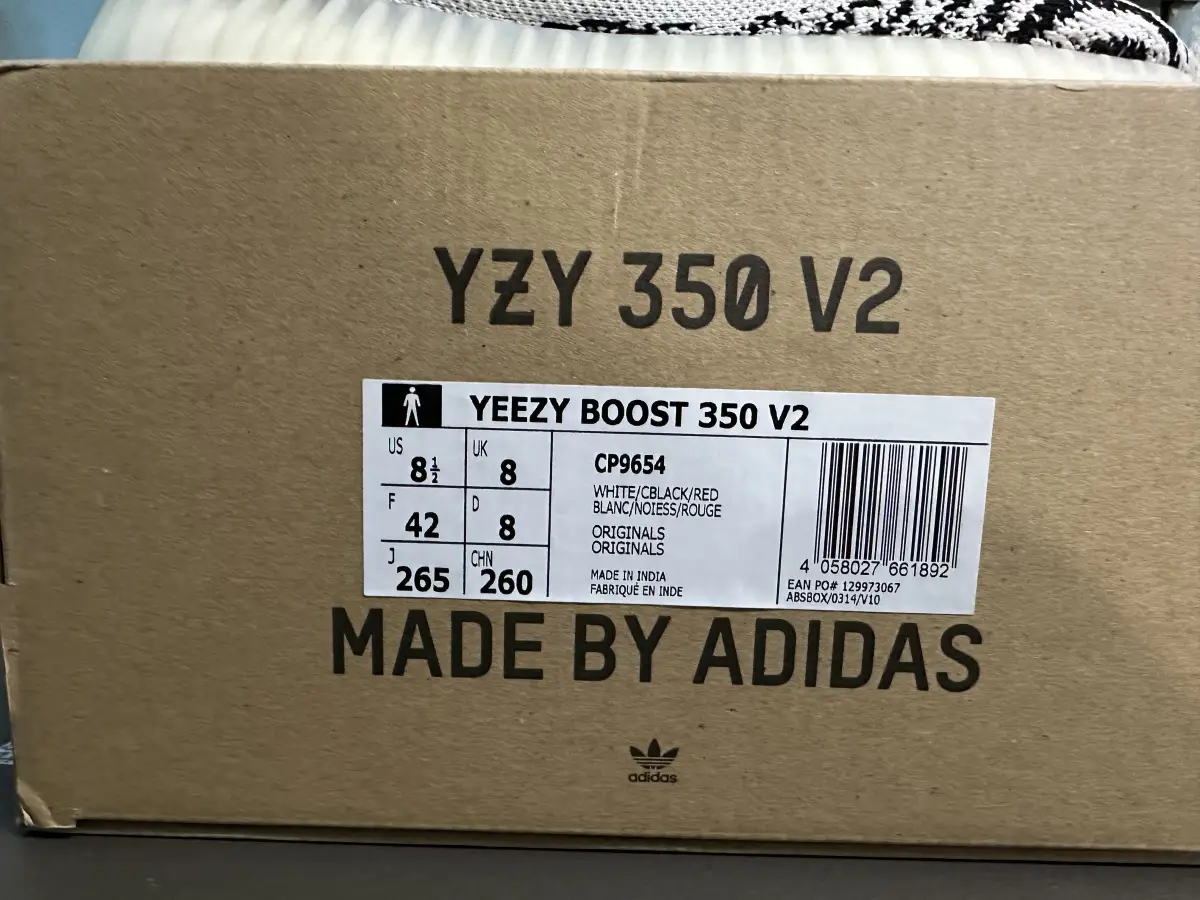 YZY 350 V2
YEEZY BOOST 350 V2
US
8½
UK
8
F
42
D
8
J
265
CHN
260
CP9654
WHITE/CBLACK/RED
BLANC/NOIESS/ROUGE
ORIGINALS
ORIGINALS
MADE IN INDIA
FABRIQUÉ EN INDE
4 058027 661892
EAN PO# 129973067
ABSBOX/0314/V10
MADE BY ADIDAS
adidas